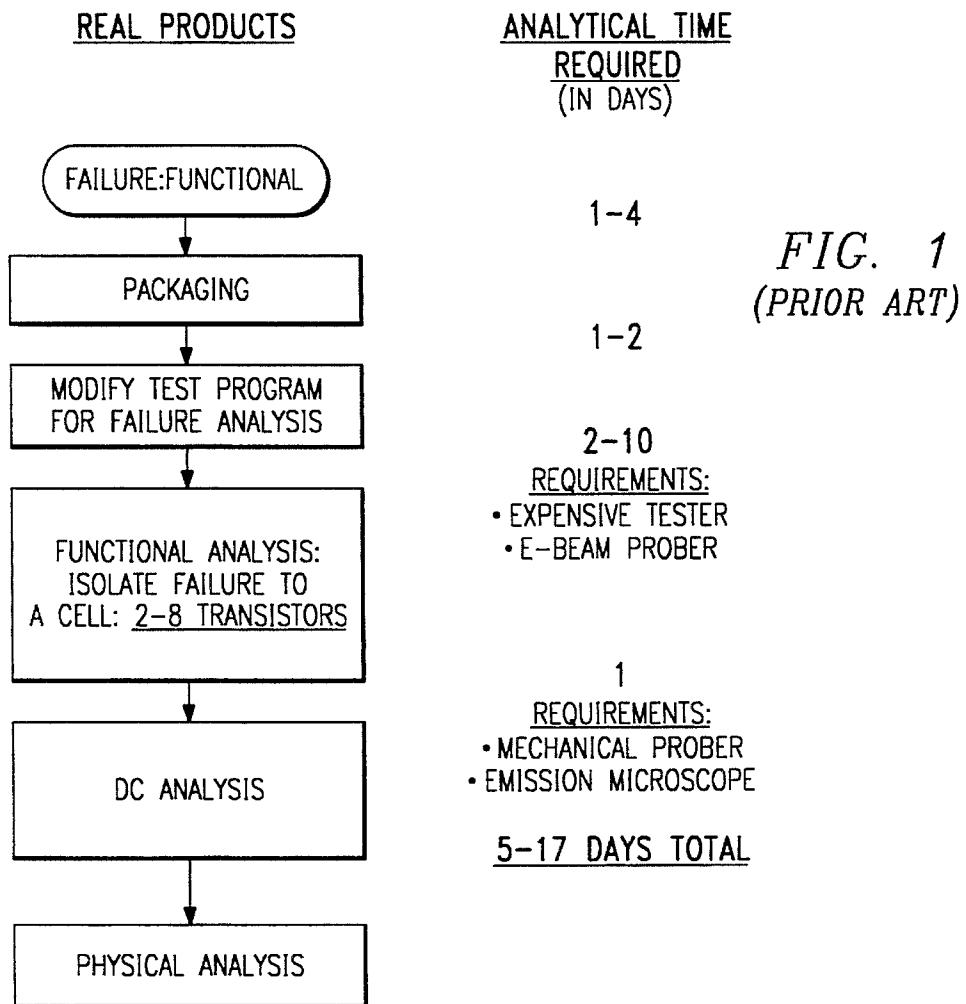 REAL PRODUCTS
FAILURE:FUNCTIONAL
PACKAGING
MODIFY TEST PROGRAM
FOR FAILURE ANALYSIS
FUNCTIONAL ANALYSIS:
ISOLATE FAILURE TO
A CELL: 2-8 TRANSISTORS
DC ANALYSIS
PHYSICAL ANALYSIS
ANALYTICAL TIME
REQUIRED
(IN DAYS)
1-4
1-2
2-10
REQUIREMENTS:
• EXPENSIVE TESTER
• E-BEAM PROBER
1
REQUIREMENTS:
• MECHANICAL PROBER
• EMISSION MICROSCOPE
5-17 DAYS TOTAL
FIG. 1
(PRIOR ART)